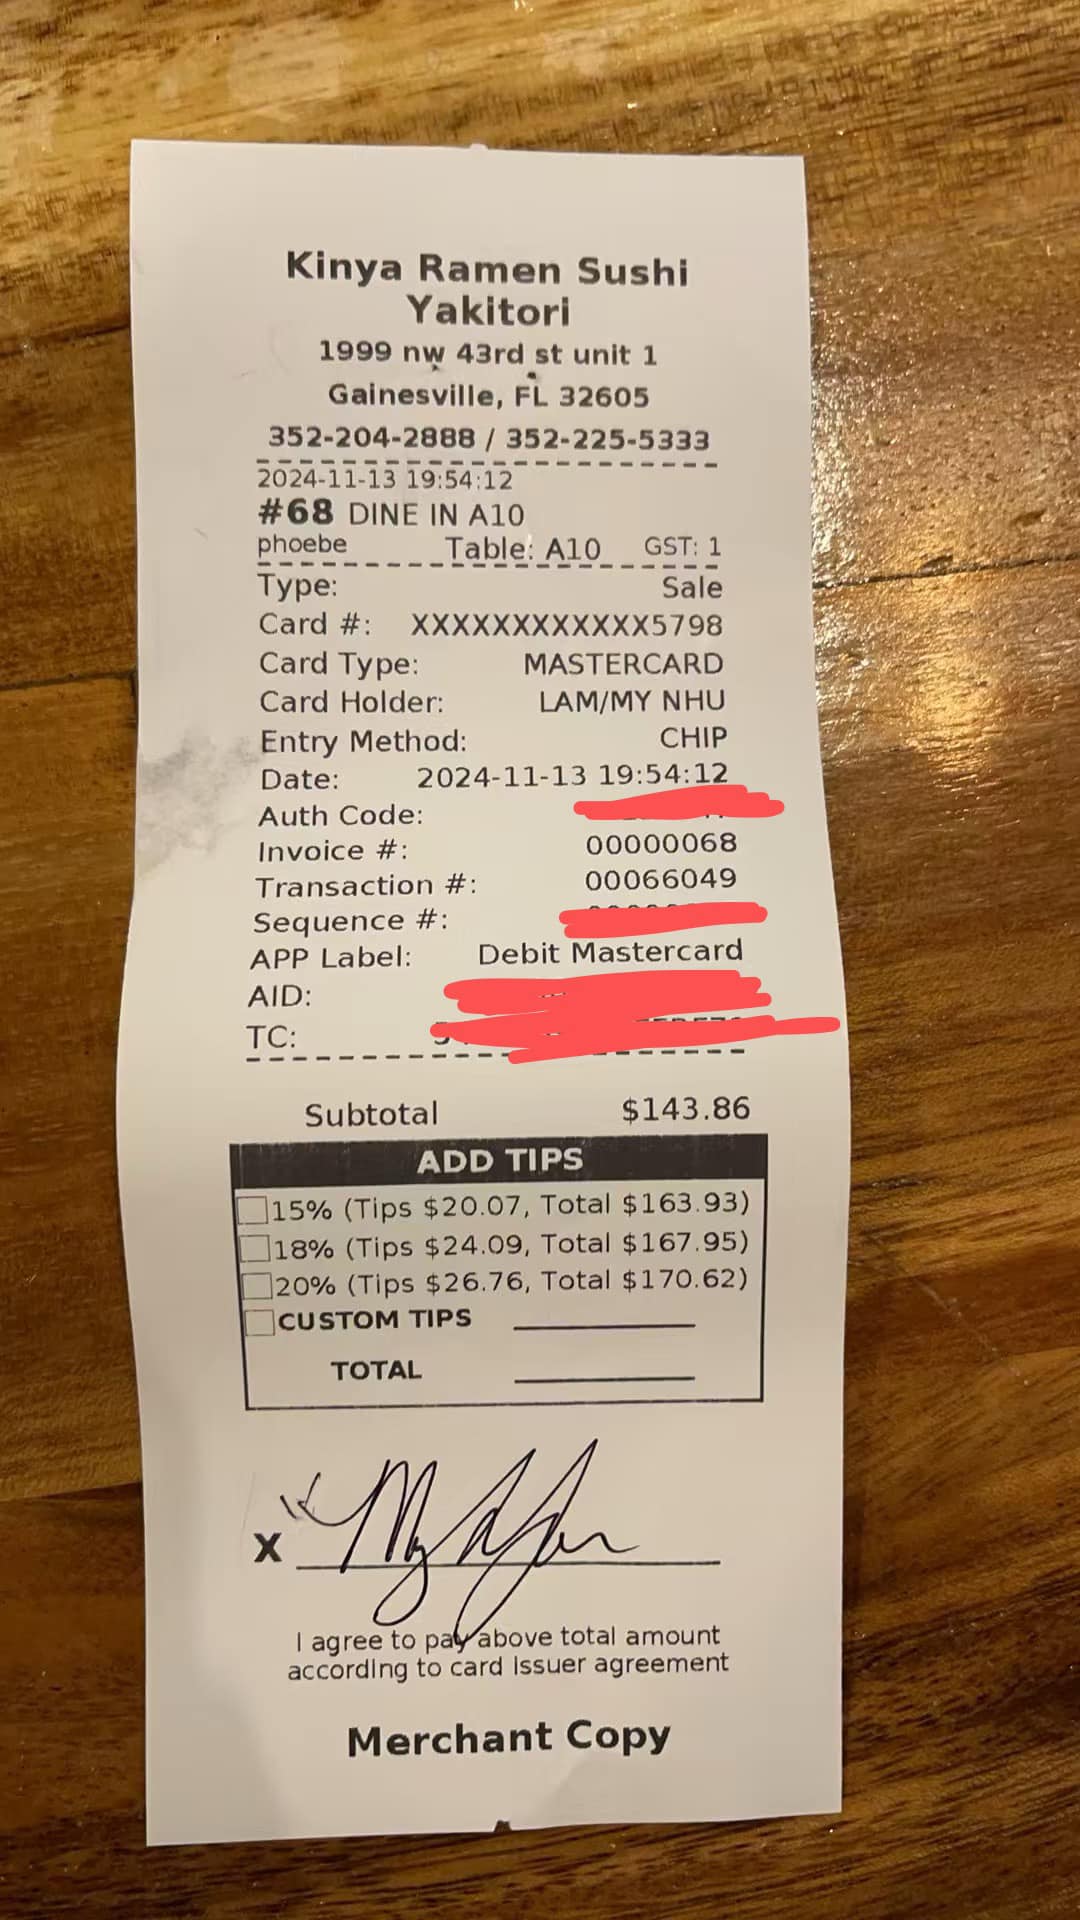 Kinya Ramen Sushi
Yakitori
1999 nw 43rd st unit 1
Gainesville, FL 32605
352-204-2888 / 352-225-5333
2024-11-13 19:54:12
#68 DINE IN A10
phoebe Table: A10 GST: 1
Type: Sale
Card #: XXXXXXXXXXXX5798
Card Type: MASTERCARD
Card Holder: LAM/MY NHU
Entry Method: CHIP
Date: 2024-11-13 19:54:12
Auth Code:
Invoice #: 00000068
Transaction #: 00066049
Sequence #:
APP Label: Debit Mastercard
AID:
TC:
Subtotal $143.86
ADD TIPS
15% (Tips $20.07, Total $163.93)
18% (Tips $24.09, Total $167.95)
20% (Tips $26.76, Total $170.62)
CUSTOM TIPS
TOTAL
X
I agree to pay above total amount
according to card issuer agreement
Merchant Copy